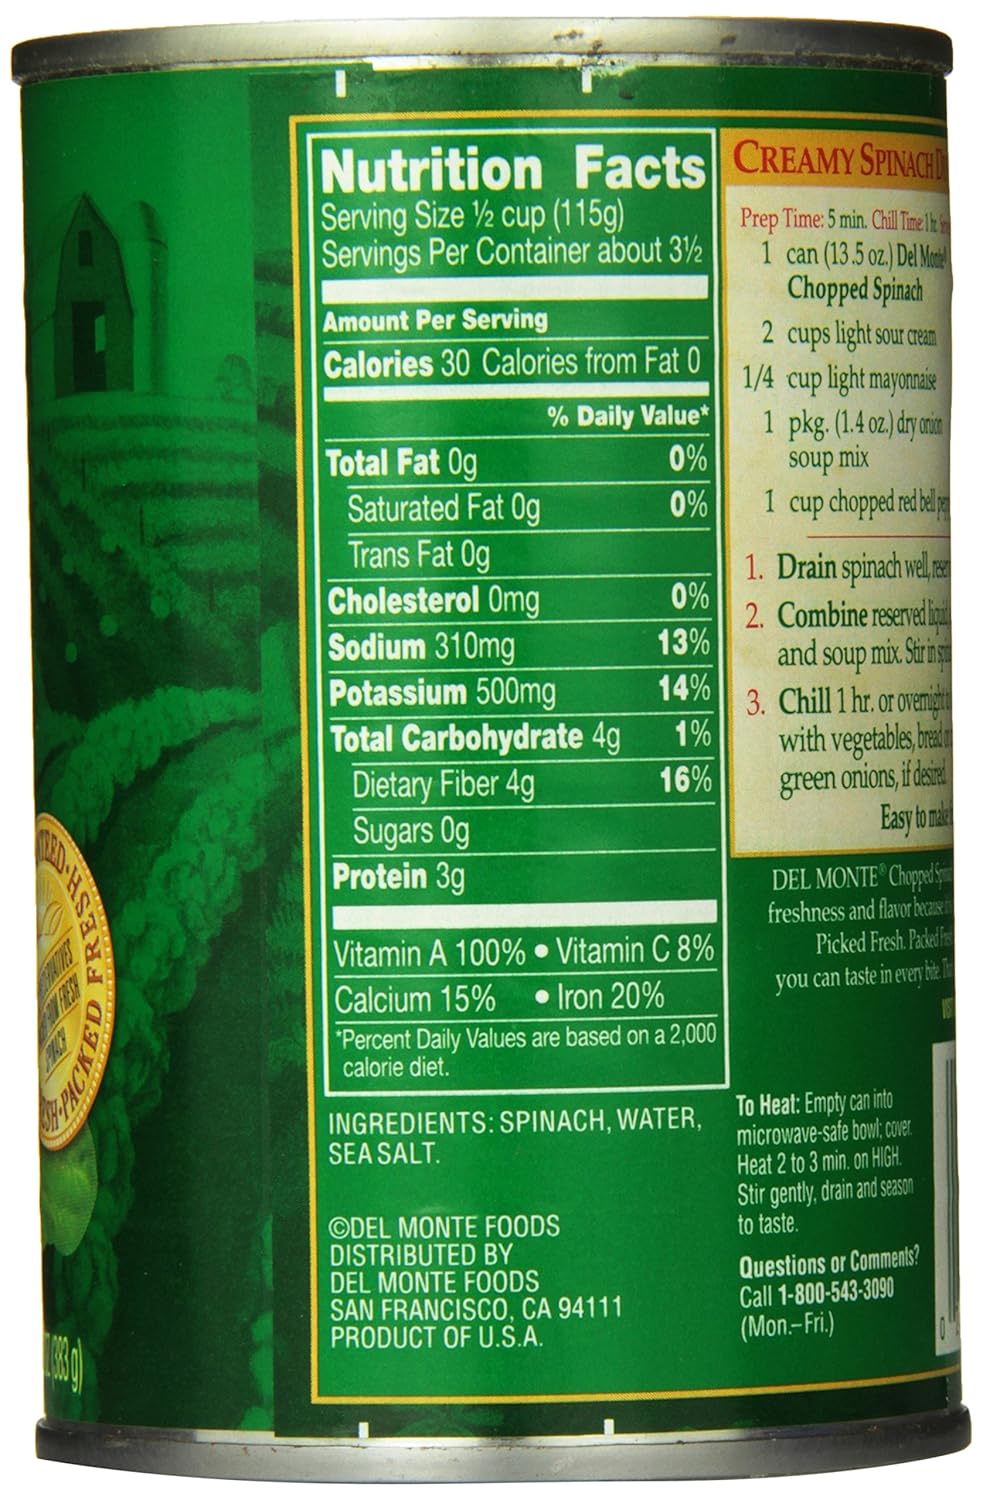 Nutrition Facts
Serving Size ½ cup (115g)
Servings Per Container about 3½
Amount Per Serving
Calories 30 Calories from Fat 0
% Daily Value*
Total Fat 0g 0%
Saturated Fat 0g 0%
Trans Fat 0g
Cholesterol 0mg 0%
Sodium 310mg 13%
Potassium 500mg 14%
Total Carbohydrate 4g 1%
Dietary Fiber 4g 16%
Sugars 0g
Protein 3g
Vitamin A 100% • Vitamin C 8%
Calcium 15% • Iron 20%
*Percent Daily Values are based on a 2,000
calorie diet.
INGREDIENTS: SPINACH, WATER,
SEA SALT.
©DEL MONTE FOODS
DISTRIBUTED BY
DEL MONTE FOODS
SAN FRANCISCO, CA 94111
PRODUCT OF U.S.A.
CREAMY SPINACH
Prep Time: 5 min. Chill Time: 1 hr.
1 can (13.5 oz.) Del Monte®
Chopped Spinach
2 cups light sour cream
1/4 cup light mayonnaise
1 pkg. (1.4 oz.) dry onion
soup mix
1 cup chopped red bell
1. Drain spinach well,
2. Combine reserved liquid,
and soup mix. Stir in
3. Chill 1 hr. or overnight
with vegetables, bread
green onions, if desired.
Easy to make
DEL MONTE® Chopped
freshness and flavor because
Picked Fresh. Packed
you can taste in every bite.
To Heat: Empty can into
microwave-safe bowl; cover.
Heat 2 to 3 min. on HIGH.
Stir gently, drain and season
to taste.
Questions or Comments?
Call 1-800-543-3090
(Mon.–Fri.)
0
FRESH
PACKED
FROM FRESH
SPINACH
(383 g)